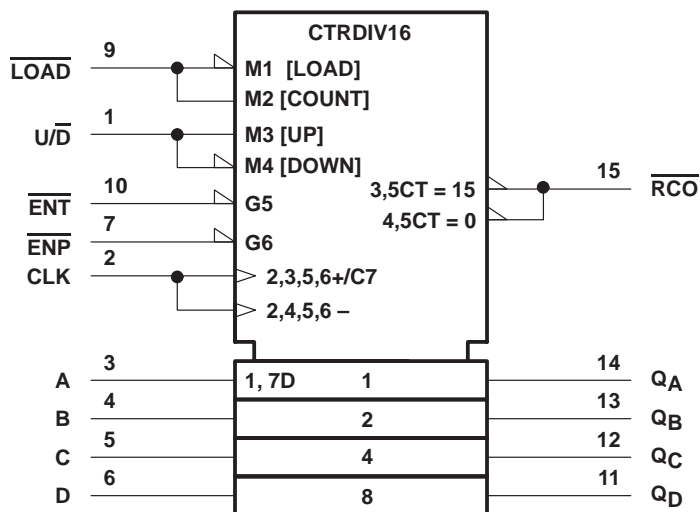 CTRDIV16
LOAD 9 M1 [LOAD]
M2 [COUNT]
U/D 1 M3 [UP]
M4 [DOWN]
ENT 10 G5
ENP 7 G6
CLK 2 2,3,5,6+/C7
2,4,5,6 –
3,5CT = 15 15 RCO
4,5CT = 0
A 3 1, 7D 1 14 QA
B 4 2 13 QB
C 5 4 12 QC
D 6 8 11 QD